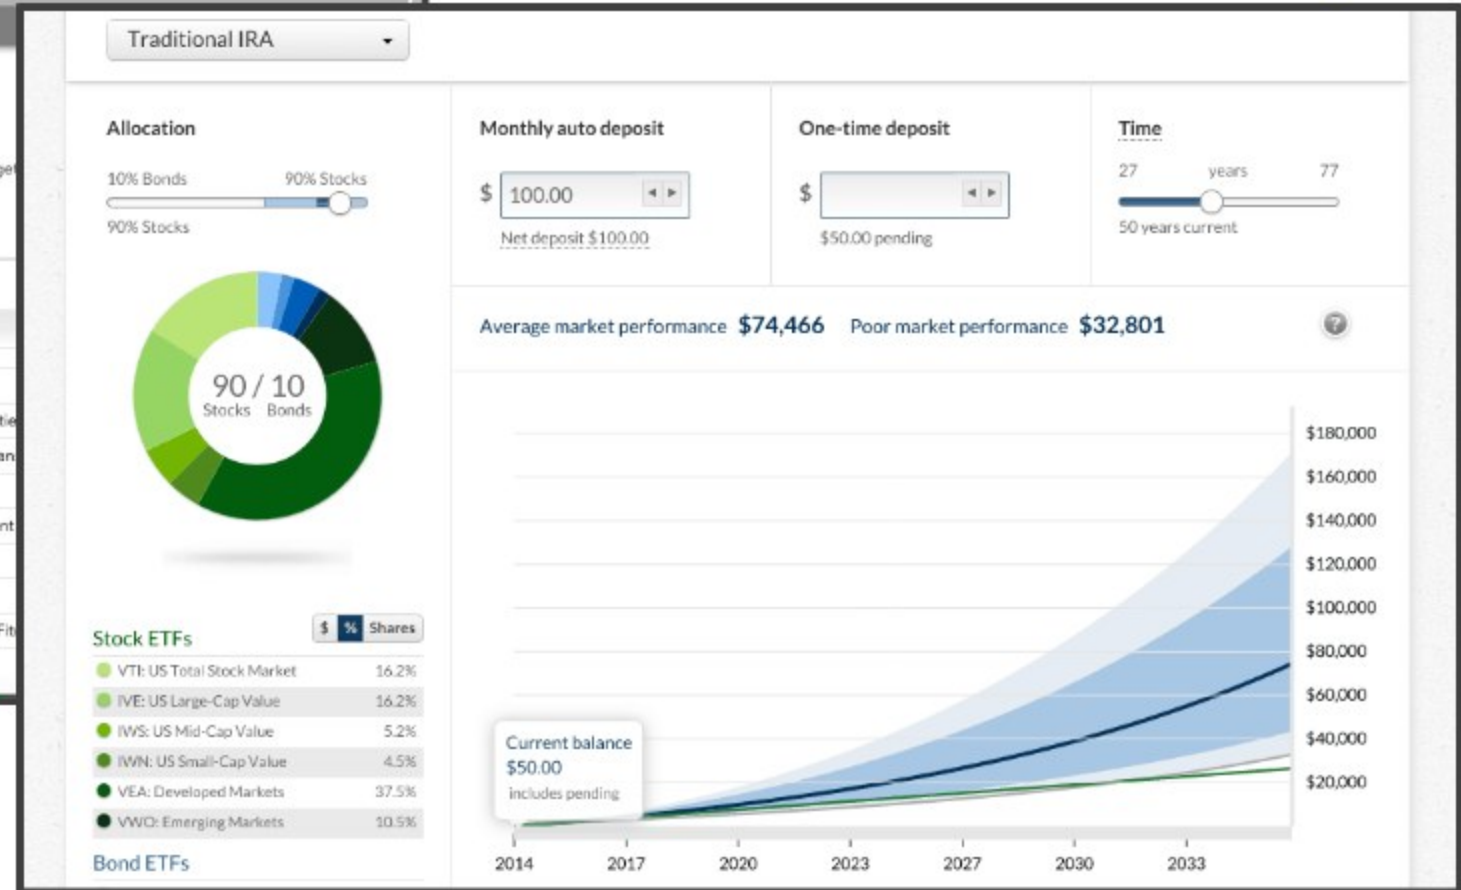 Traditional IRA
Allocation
10% Bonds 90% Stocks
90% Stocks
90 / 10
Stocks Bonds
Stock ETFs
$ % Shares
VTI: US Total Stock Market 16.2%
IVE: US Large-Cap Value 16.2%
IWS: US Mid-Cap Value 5.2%
IWN: US Small-Cap Value 4.5%
VEA: Developed Markets 37.5%
VWO: Emerging Markets 10.5%
Bond ETFs
Monthly auto deposit
$ 100.00
Net deposit $100.00
One-time deposit
$
$50.00 pending
Time
27 years 77
50 years current
Average market performance $74,466 Poor market performance $32,801
?
$180,000
$160,000
$140,000
$120,000
$100,000
$80,000
$60,000
$40,000
$20,000
Current balance
$50.00
includes pending
2014 2017 2020 2023 2027 2030 2033